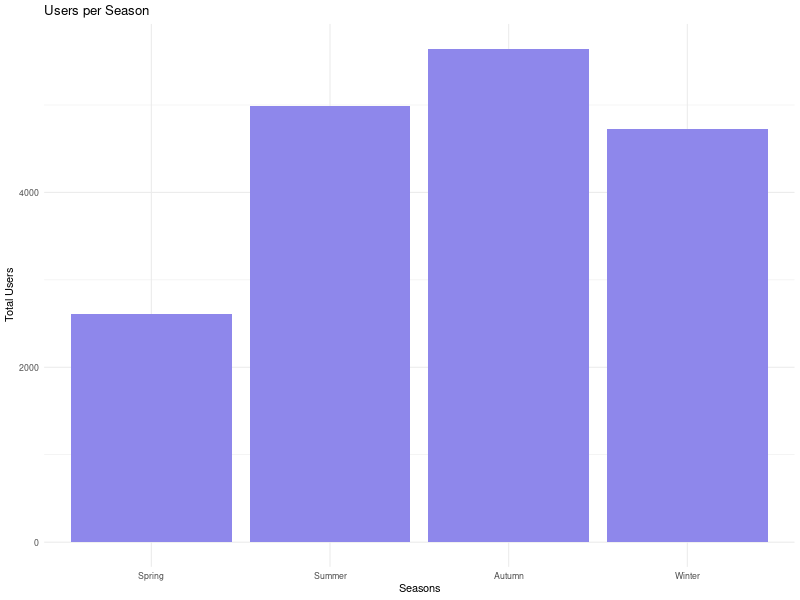 Users per Season
Total Users
4000
2000
0
Spring
Summer
Autumn
Winter
Seasons